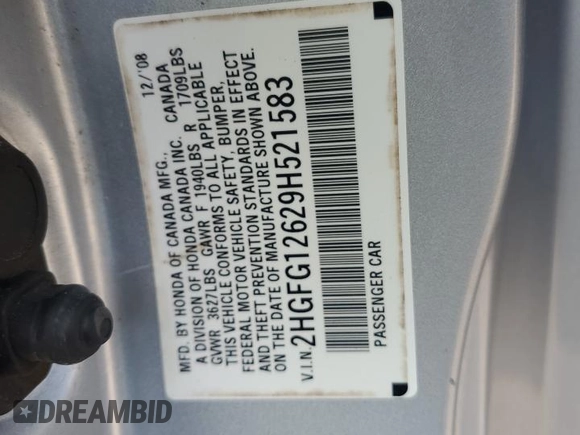 MFD. BY HONDA OF CANADA MFG., CANADA 12/'08
A DIVISION OF HONDA CANADA INC.
GVWR 3627LBS GAWR F 1940LBS R 1709LBS
THIS VEHICLE CONFORMS TO ALL APPLICABLE
FEDERAL MOTOR VEHICLE SAFETY, BUMPER,
AND THEFT PREVENTION STANDARDS IN EFFECT
ON THE DATE OF MANUFACTURE SHOWN ABOVE.
V.I.N. 2HGFG12629H521583
PASSENGER CAR
DREAMBID